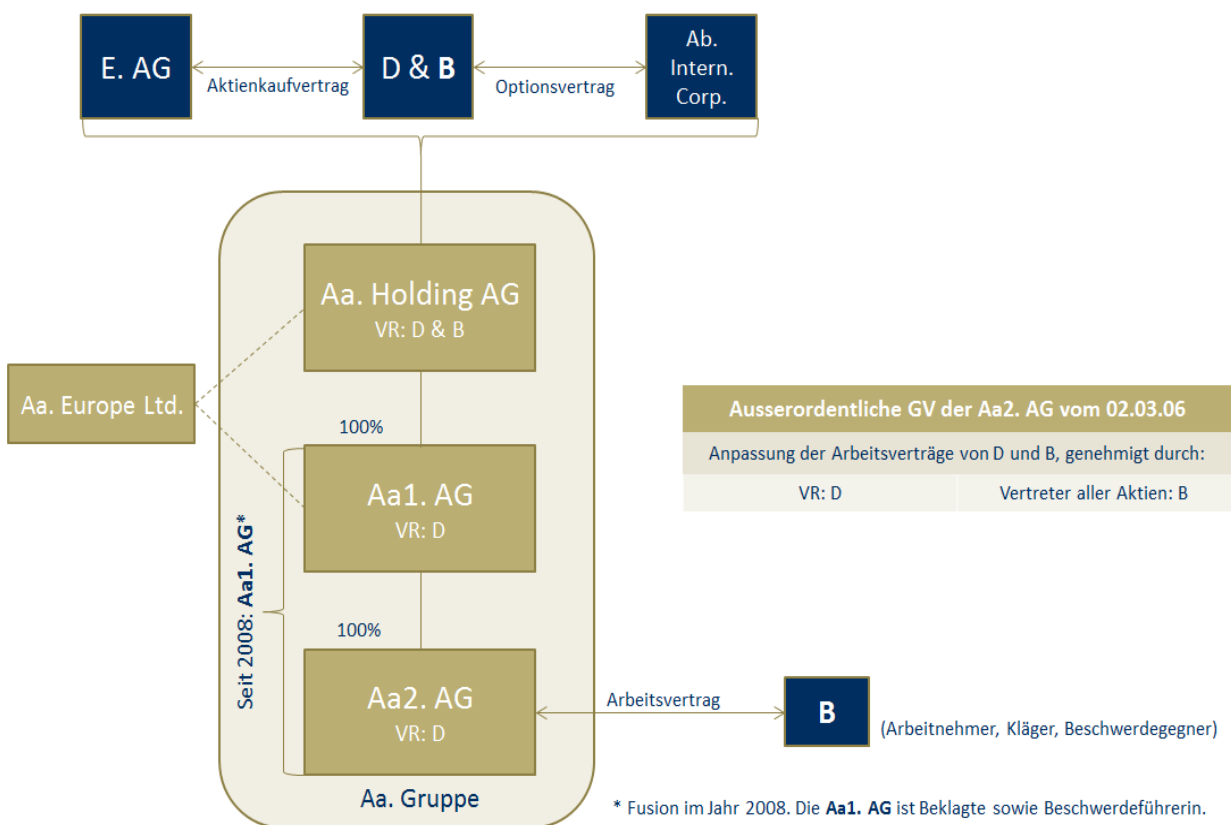 E. AG
Aktienkaufvertrag
D & B
Optionsvertrag
Ab.
Intern.
Corp.
Aa. Holding AG
VR: D & B
Aa. Europe Ltd.
100%
Aa1. AG
VR: D
Seit 2008: Aa1. AG*
100%
Aa2. AG
VR: D
Aa. Gruppe
Ausserordentliche GV der Aa2. AG vom 02.03.06
Anpassung der Arbeitsverträge von D und B, genehmigt durch:
VR: D
Vertreter aller Aktien: B
Arbeitsvertrag
B
(Arbeitnehmer, Kläger, Beschwerdegegner)
* Fusion im Jahr 2008. Die Aa1. AG ist Beklagte sowie Beschwerdeführerin.